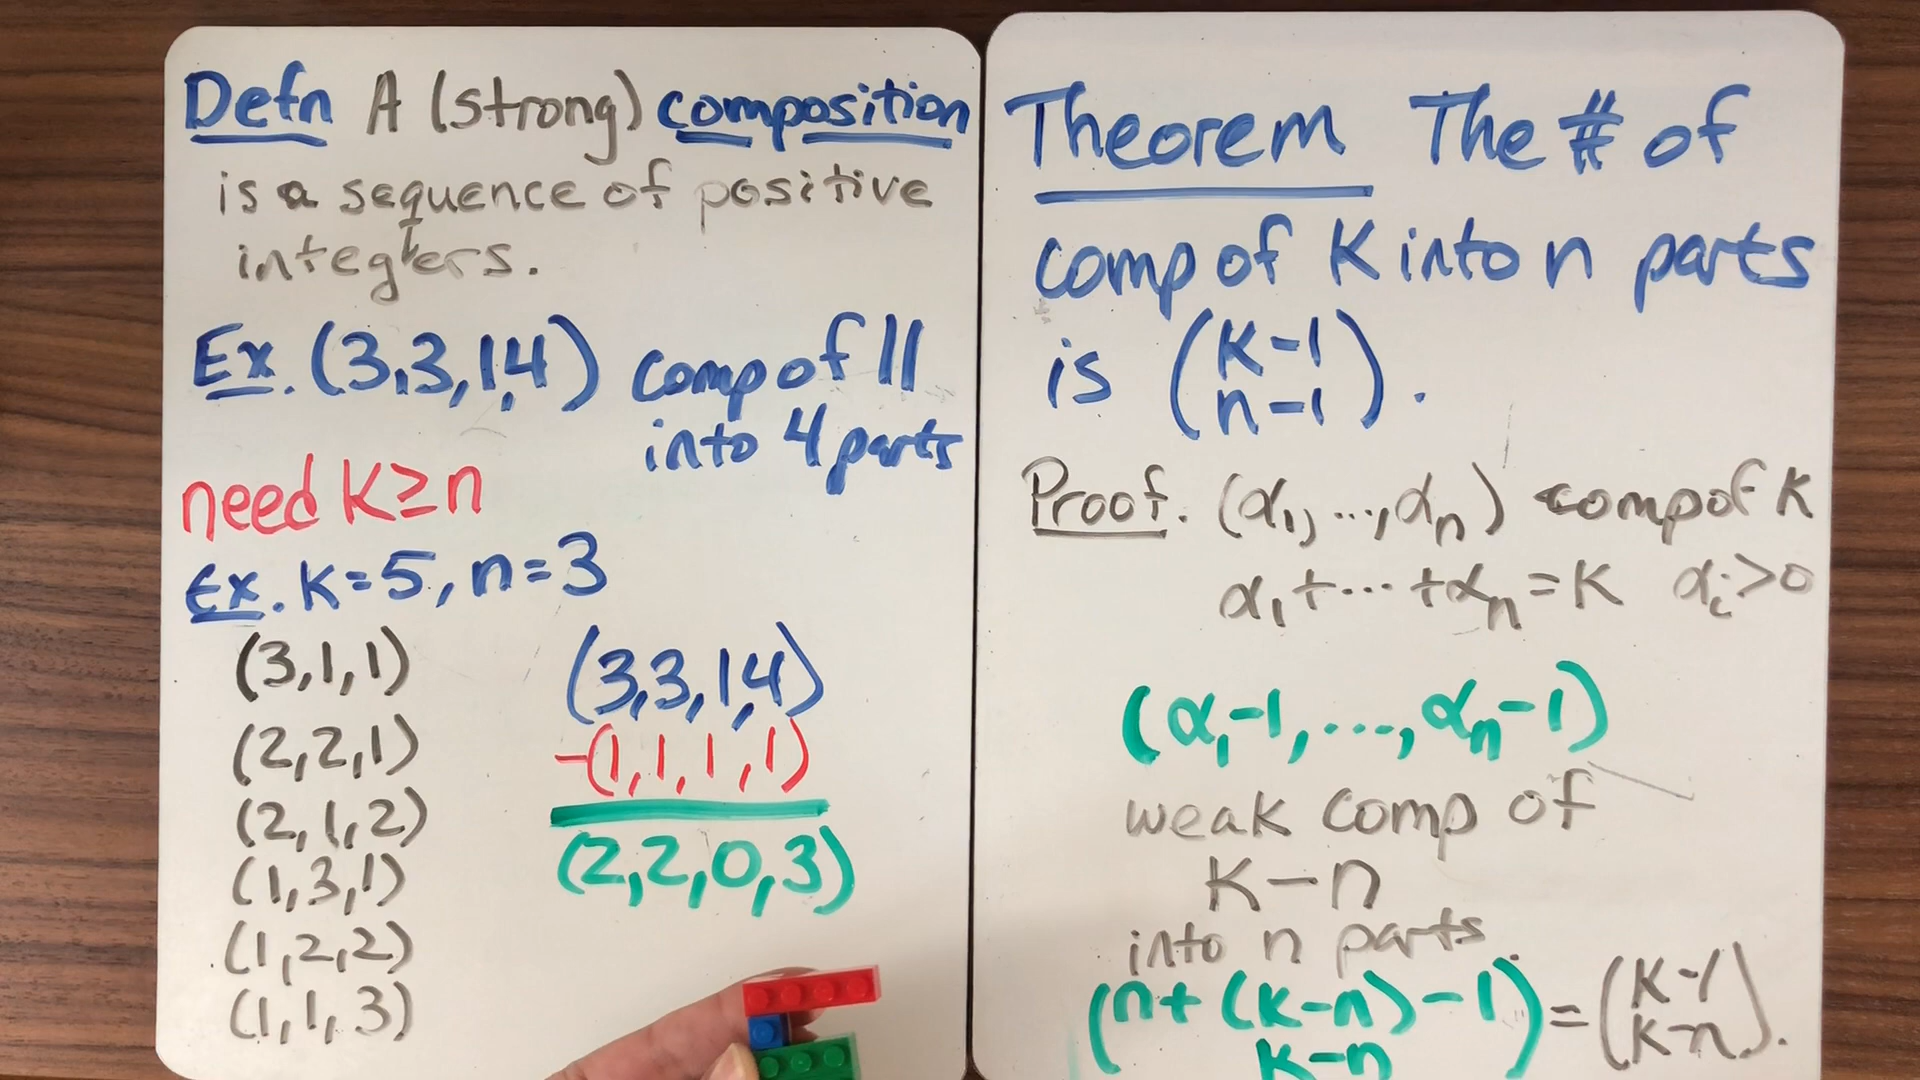 Defn A (strong) composition
is a sequence of positive
integers.
Ex. (3,3,1,4) comp of 11
into 4 parts
need k≥n
Ex. k=5, n=3
(3,1,1)
(2,2,1)
(2,1,2)
(1,3,1)
(1,2,2)
(1,1,3)
(3,3,1,4)
-(1,1,1,1)
(2,2,0,3)
Theorem The # of
comp of k into n parts
is (k-1
n-1).
Proof. (α₁,...,αₙ) comp of k
α₁+...+αₙ=k αᵢ>0
(α₁-1,...,αₙ-1)
weak comp of
k-n
into n parts.
(n+(k-n)-1
k-n) = (k-1
k-n).